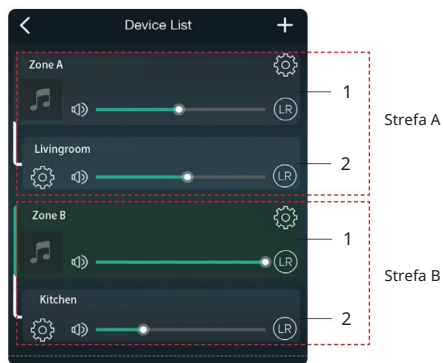 Device List
Zone A
LR
1
Strefa A
Livingroom
LR
2
Zone B
LR
1
Strefa B
Kitchen
LR
2